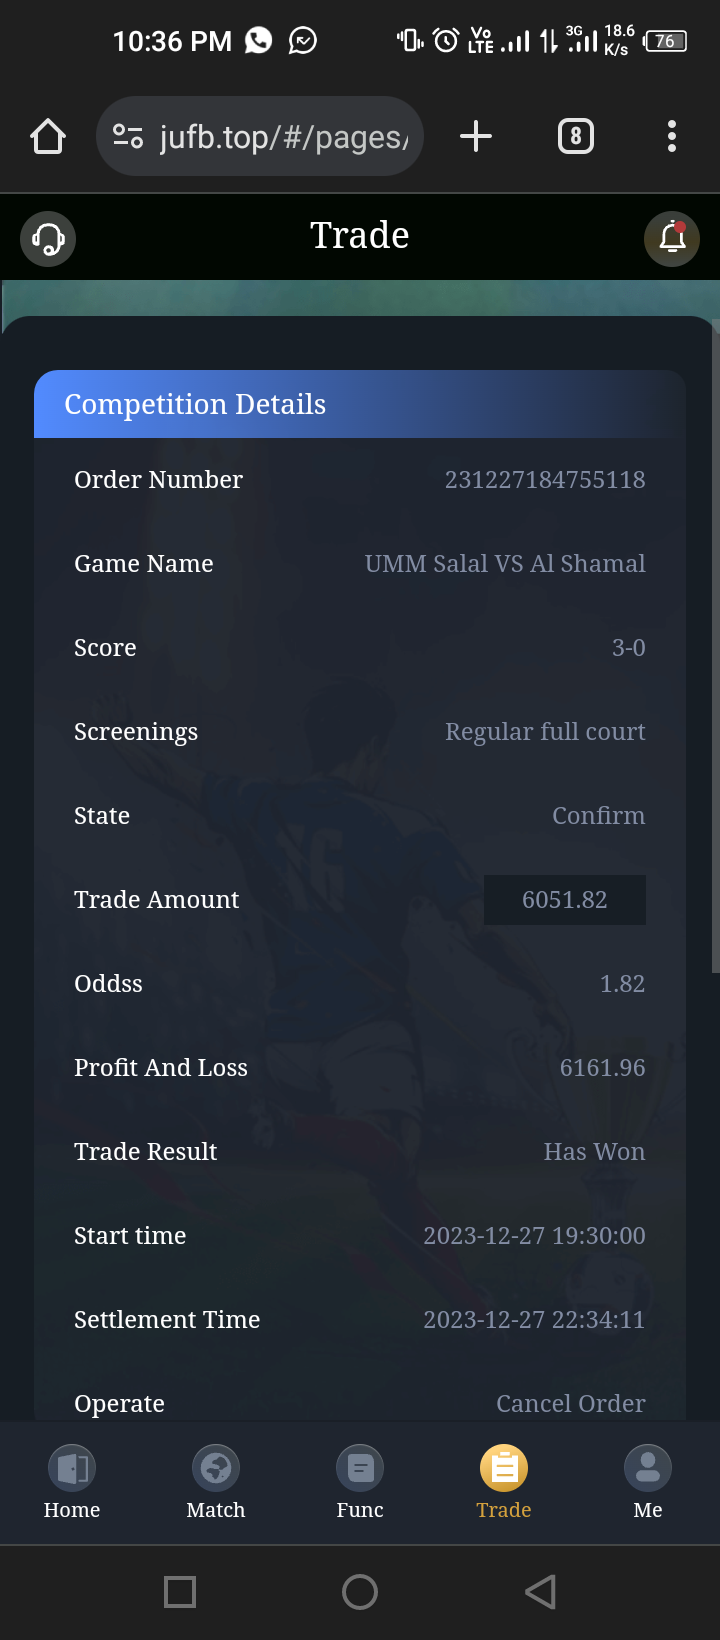 10:36 PM Vo LTE 3G 18.6 K/s 76
jufb.top/#/pages/ 8
Trade
Competition Details
Order Number 231227184755118
Game Name UMM Salal VS Al Shamal
Score 3-0
Screenings Regular full court
State Confirm
Trade Amount 6051.82
Oddss 1.82
Profit And Loss 6161.96
Trade Result Has Won
Start time 2023-12-27 19:30:00
Settlement Time 2023-12-27 22:34:11
Operate Cancel Order
Home Match Func Trade Me